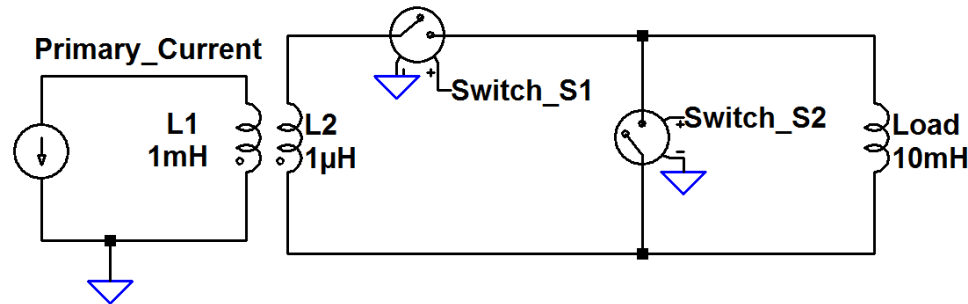 Primary_Current
L1
1mH
L2
1µH
Switch_S1
Switch_S2
Load
10mH